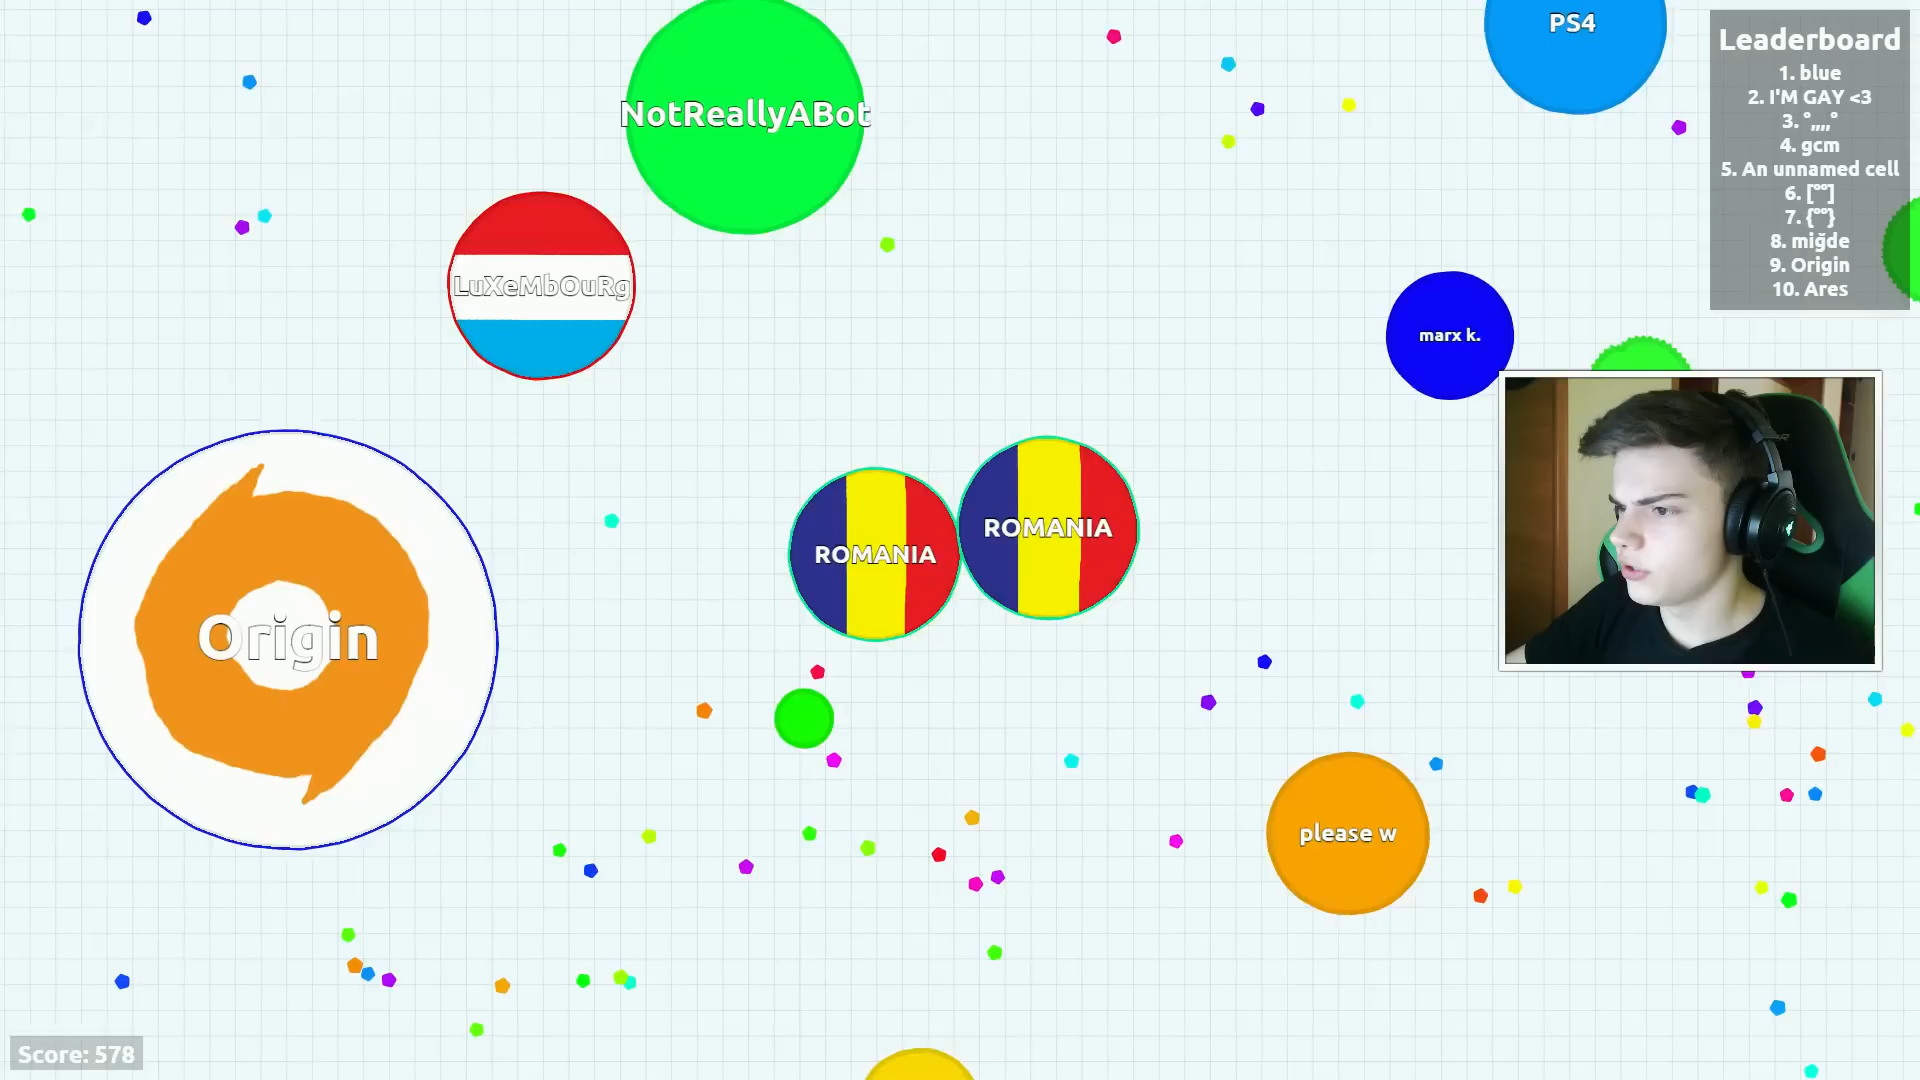 PS4
Leaderboard
1. blue
2. I'M GAY <3
3. °„„°
4. gcm
5. An unnamed cell
6. [°°]
7. {°°}
8. miğde
9. Origin
10. Ares
NotReallyABot
LuXeMbOuRg
marx k.
ROMANIA
ROMANIA
Origin
please w
Score: 578